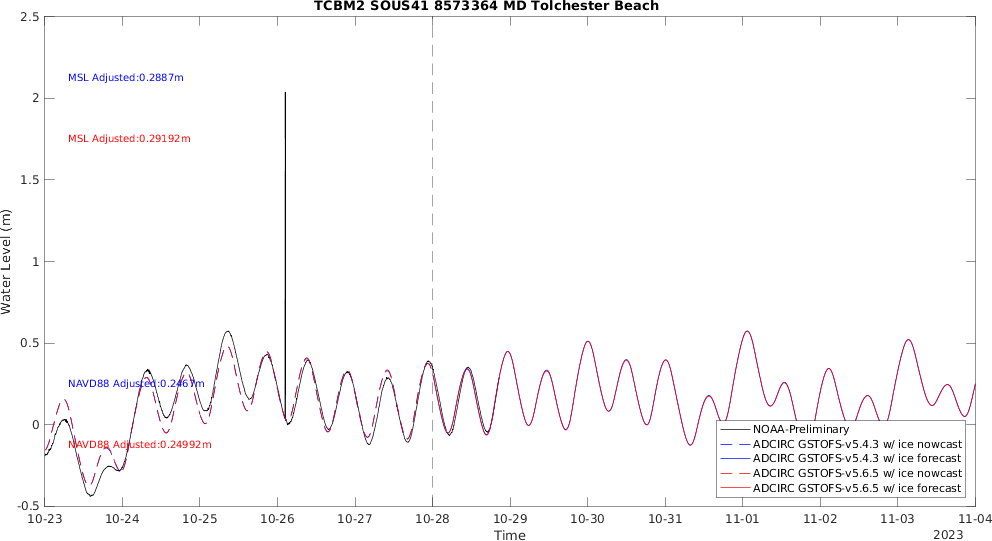 TCBM2 SOUS41 8573364 MD Tolchester Beach
2.5
2
1.5
1
0.5
0
-0.5
Water Level (m)
MSL Adjusted:0.2887m
MSL Adjusted:0.29192m
NAVD88 Adjusted:0.2467m
NAVD88 Adjusted:0.24992m
NOAA-Preliminary
ADCIRC GSTOFS-v5.4.3 w/ ice nowcast
ADCIRC GSTOFS-v5.4.3 w/ ice forecast
ADCIRC GSTOFS-v5.6.5 w/ ice nowcast
ADCIRC GSTOFS-v5.6.5 w/ ice forecast
10-23 10-24 10-25 10-26 10-27 10-28 10-29 10-30 10-31 11-01 11-02 11-03 11-04
Time
2023